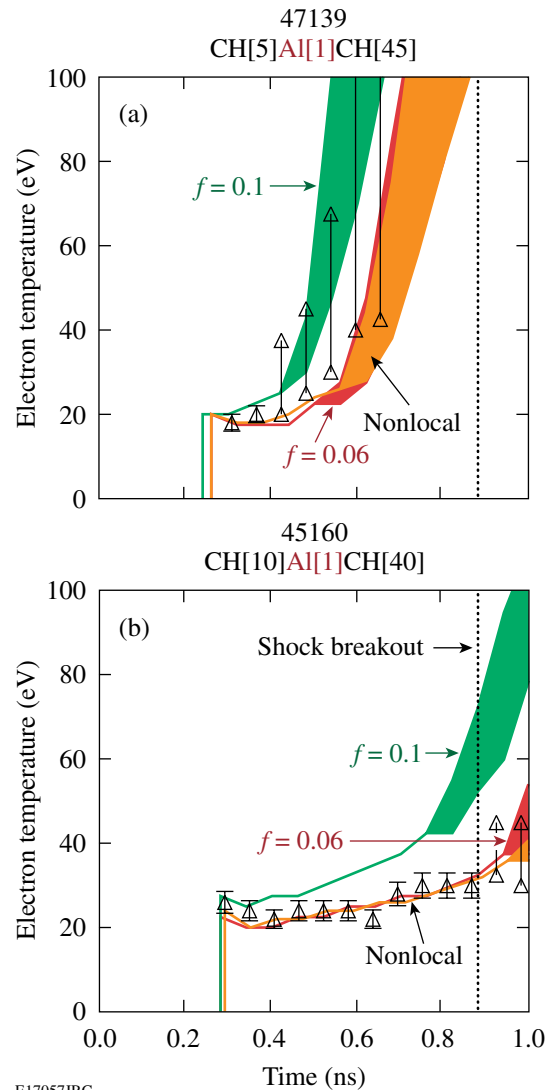 47139
CH[5]Al[1]CH[45]
100
80
60
40
20
0
Electron temperature (eV)
(a)
f = 0.1
Nonlocal
f = 0.06
45160
CH[10]Al[1]CH[40]
100
80
60
40
20
0
Electron temperature (eV)
(b)
Shock breakout
f = 0.1
f = 0.06
Nonlocal
0.0 0.2 0.4 0.6 0.8 1.0
Time (ns)